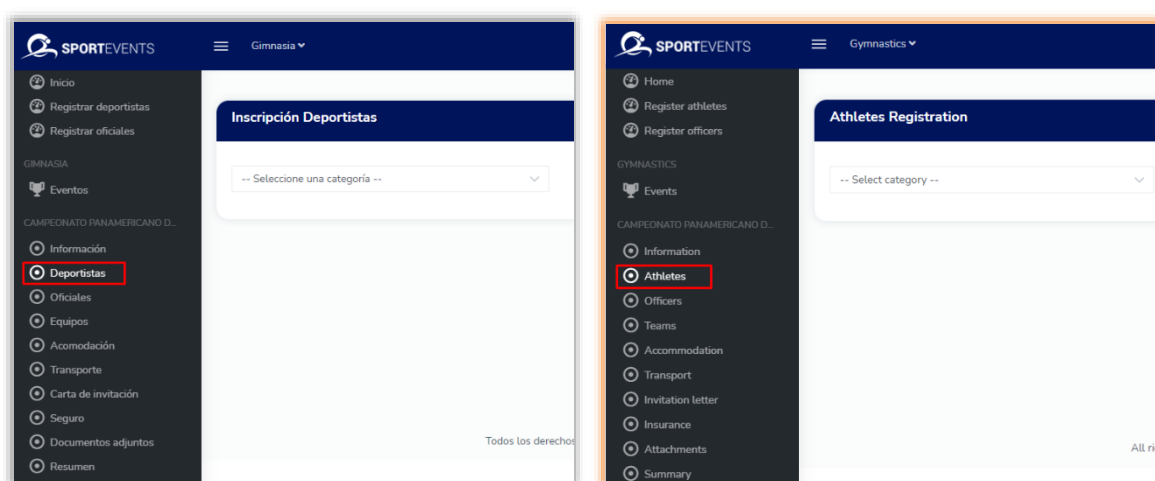 SPORTEVENTS
Gimnasia
Inicio
Registrar deportistas
Registrar oficiales
GIMNASIA
Eventos
CAMPEONATO PANAMERICANO D...
Información
Deportistas
Oficiales
Equipos
Acomodación
Transporte
Carta de invitación
Seguro
Documentos adjuntos
Resumen
Inscripción Deportistas
-- Seleccione una categoría --
Todos los derechos
SPORTEVENTS
Gymnastics
Home
Register athletes
Register officers
GYMNASTICS
Events
CAMPEONATO PANAMERICANO D...
Information
Athletes
Officers
Teams
Accommodation
Transport
Invitation letter
Insurance
Attachments
Summary
Athletes Registration
-- Select category --
All